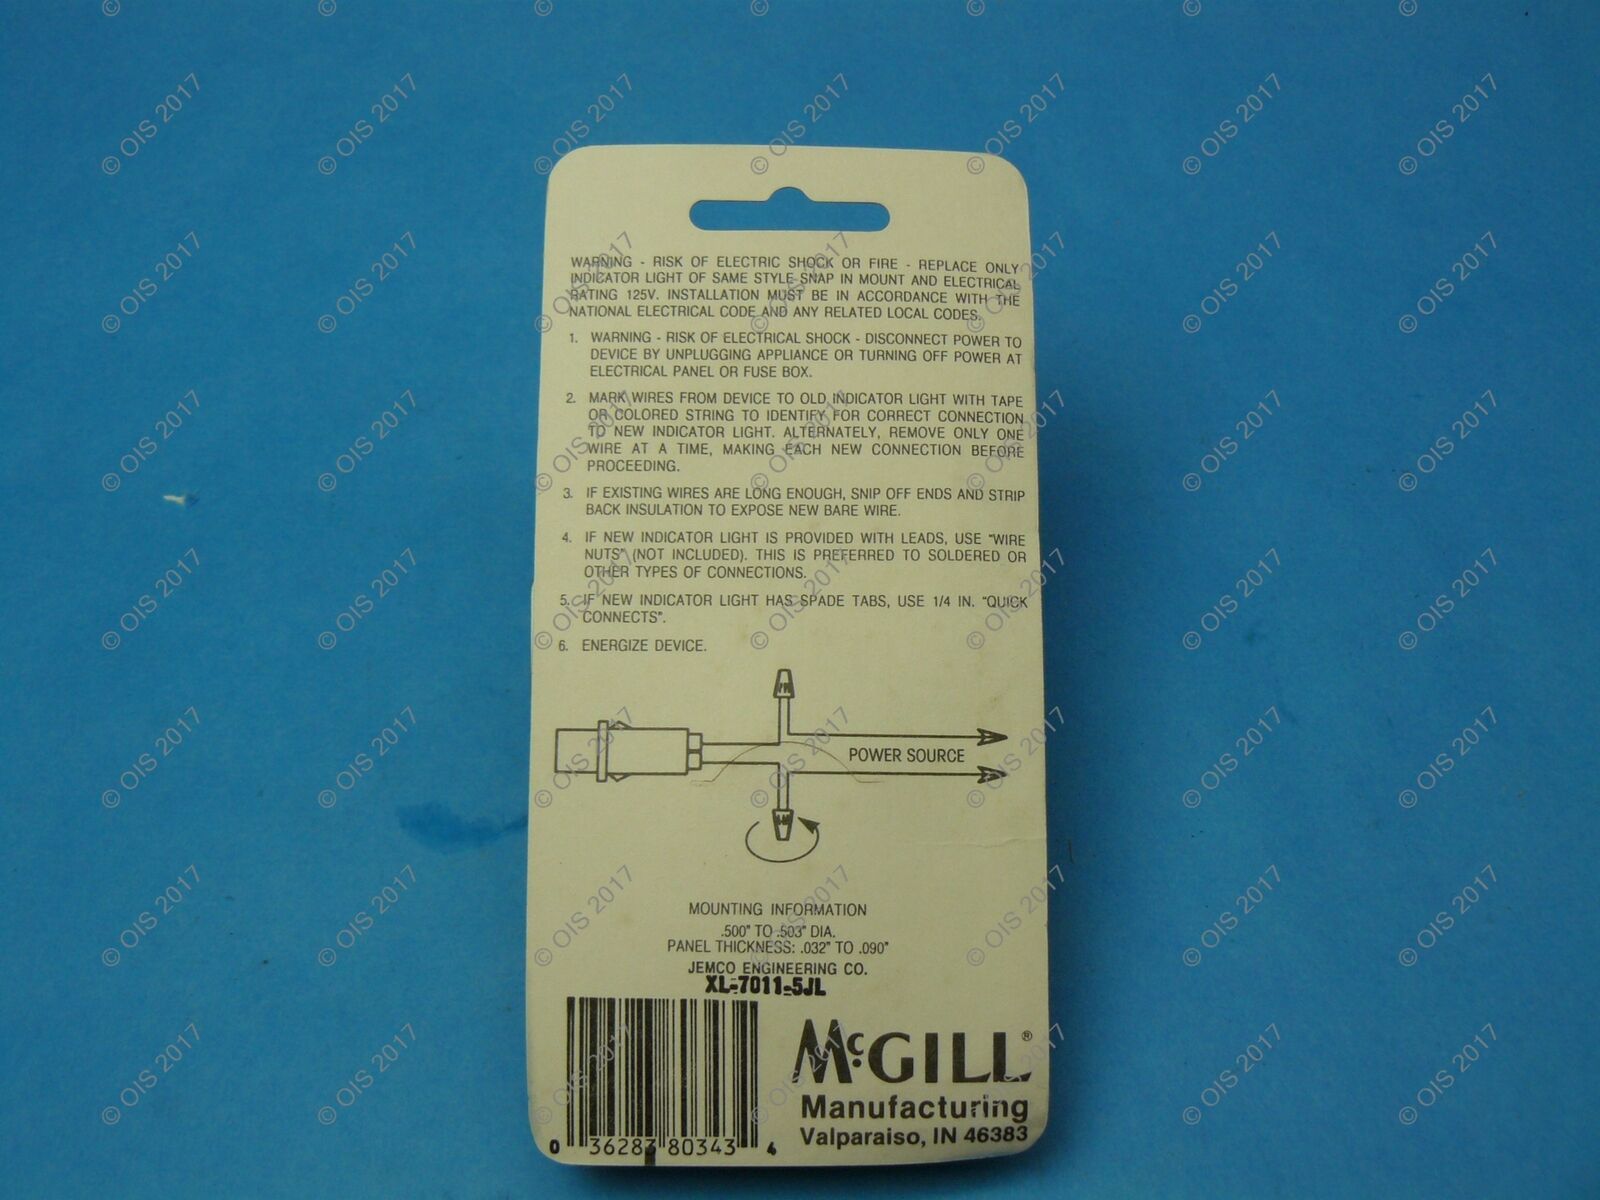 WARNING - RISK OF ELECTRIC SHOCK OR FIRE - REPLACE ONLY
INDICATOR LIGHT OF SAME STYLE SNAP IN MOUNT AND ELECTRICAL
RATING 125V. INSTALLATION MUST BE IN ACCORDANCE WITH THE
NATIONAL ELECTRICAL CODE AND ANY RELATED LOCAL CODES.
1. WARNING - RISK OF ELECTRICAL SHOCK - DISCONNECT POWER TO
DEVICE BY UNPLUGGING APPLIANCE OR TURNING OFF POWER AT
ELECTRICAL PANEL OR FUSE BOX.
2. MARK WIRES FROM DEVICE TO OLD INDICATOR LIGHT WITH TAPE
OR COLORED STRING TO IDENTIFY FOR CORRECT CONNECTION
TO NEW INDICATOR LIGHT. ALTERNATELY, REMOVE ONLY ONE
WIRE AT A TIME, MAKING EACH NEW CONNECTION BEFORE
PROCEEDING.
3. IF EXISTING WIRES ARE LONG ENOUGH, SNIP OFF ENDS AND STRIP
BACK INSULATION TO EXPOSE NEW BARE WIRE.
4. IF NEW INDICATOR LIGHT IS PROVIDED WITH LEADS, USE "WIRE
NUTS" (NOT INCLUDED). THIS IS PREFERRED TO SOLDERED OR
OTHER TYPES OF CONNECTIONS.
5. IF NEW INDICATOR LIGHT HAS SPADE TABS, USE 1/4 IN. "QUICK
CONNECTS".
6. ENERGIZE DEVICE.
POWER SOURCE
MOUNTING INFORMATION
.500" TO .503" DIA.
PANEL THICKNESS: .032" TO .090"
JEMCO ENGINEERING CO.
XL-7011-5JL
McGILL®
Manufacturing
Valparaiso, IN 46383
0 36283 80343 4
© OIS 2017